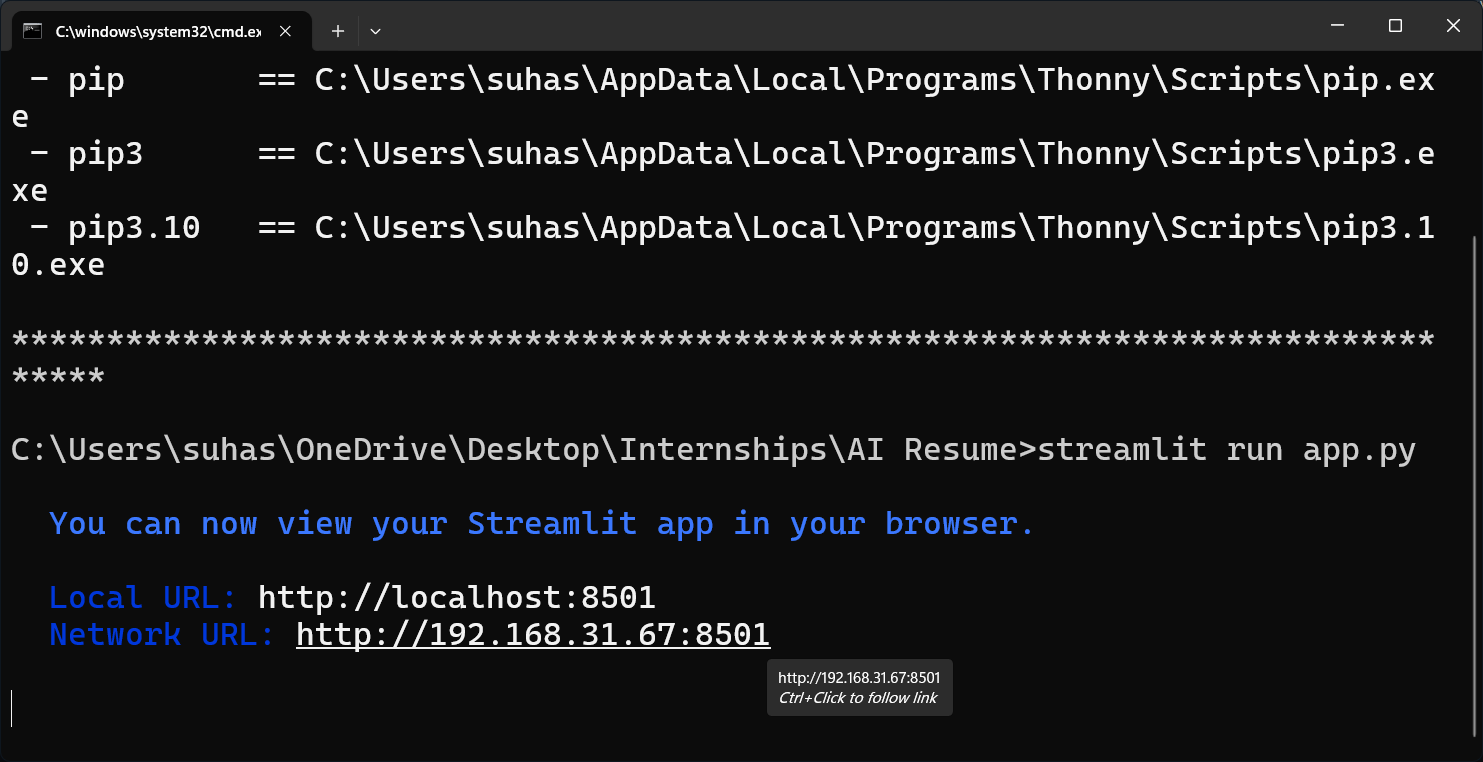 C:\windows\system32\cmd.ex
- pip       == C:\Users\suhas\AppData\Local\Programs\Thonny\Scripts\pip.ex
e
- pip3      == C:\Users\suhas\AppData\Local\Programs\Thonny\Scripts\pip3.e
xe
- pip3.10   == C:\Users\suhas\AppData\Local\Programs\Thonny\Scripts\pip3.1
0.exe
***************************************************************************
*****
C:\Users\suhas\OneDrive\Desktop\Internships\AI Resume>streamlit run app.py
You can now view your Streamlit app in your browser.
Local URL: http://localhost:8501
Network URL: http://192.168.31.67:8501
http://192.168.31.67:8501
Ctrl+Click to follow link